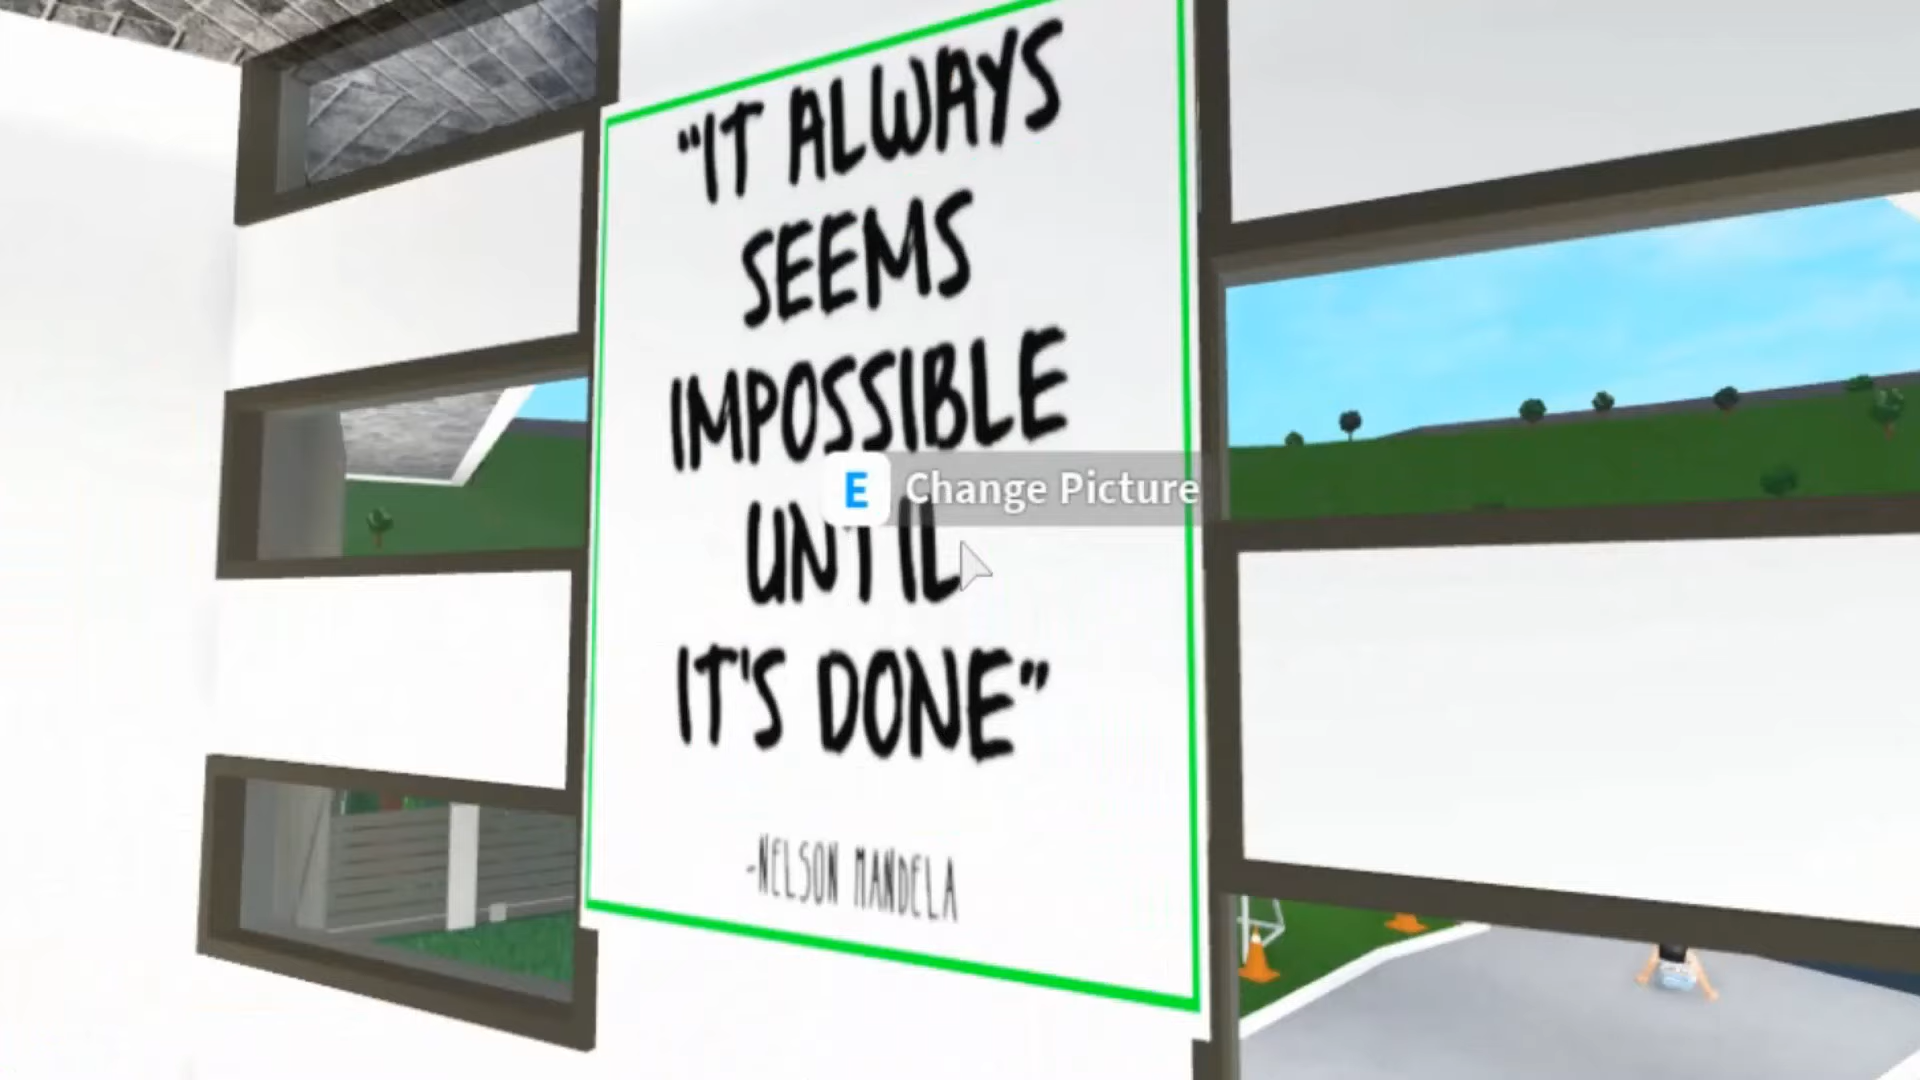 "IT ALWAYS
SEEMS
IMPOSSIBLE
E Change Picture
UNTIL
IT'S DONE"
-NELSON MANDELA